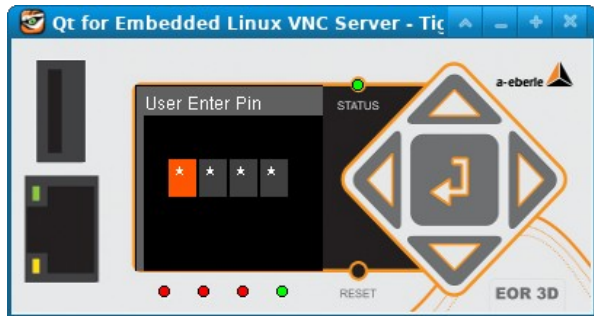 Qt for Embedded Linux VNC Server - Tig
a-eberle
User Enter Pin
STATUS
* * * *
RESET
EOR 3D